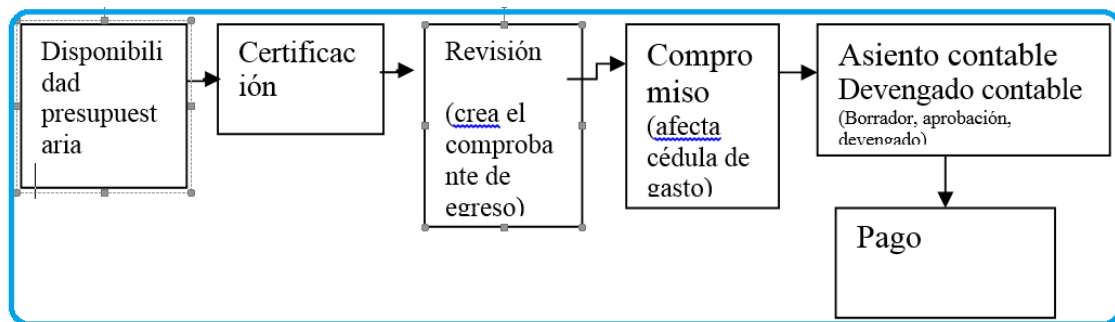 Disponibili
dad
presupuest
aria
Certificac
ión
Revisión
(crea el
comproba
nte de
egreso)
Compro
miso
(afecta
cédula de
gasto)
Asiento contable
Devengado contable
(Borrador, aprobación,
devengado)
Pago